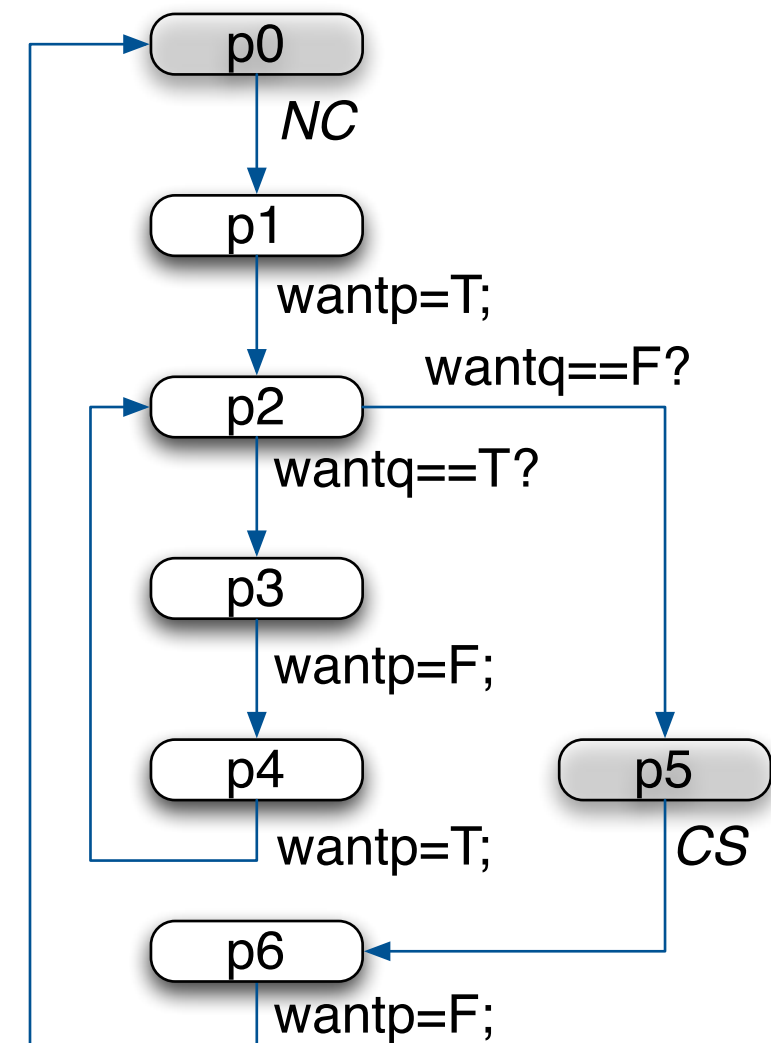 p0
NC
p1
wantp=T;
wantq==F?
p2
wantq==T?
p3
wantp=F;
p4
p5
wantp=T;
CS
p6
wantp=F;